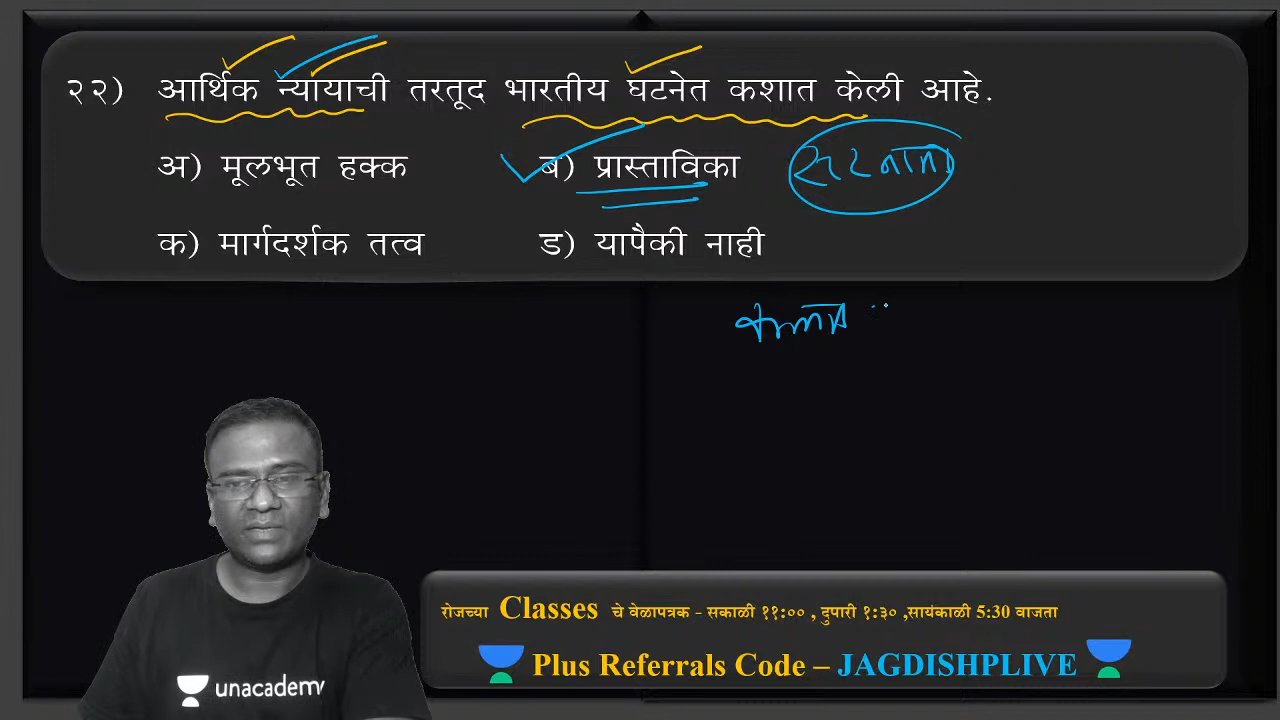 २२) आर्थिक न्यायाची तरतूद भारतीय घटनेत कशात केली आहे.
अ) मूलभूत हक्क ब) प्रास्ताविका
क) मार्गदर्शक तत्व ड) यापैकी नाही
unacademy
रोजच्या Classes चे वेळापत्रक - सकाळी ११:०० , दुपारी १:३० ,सायंकाळी 5:30 वाजता
Plus Referrals Code – JAGDISHPLIVE